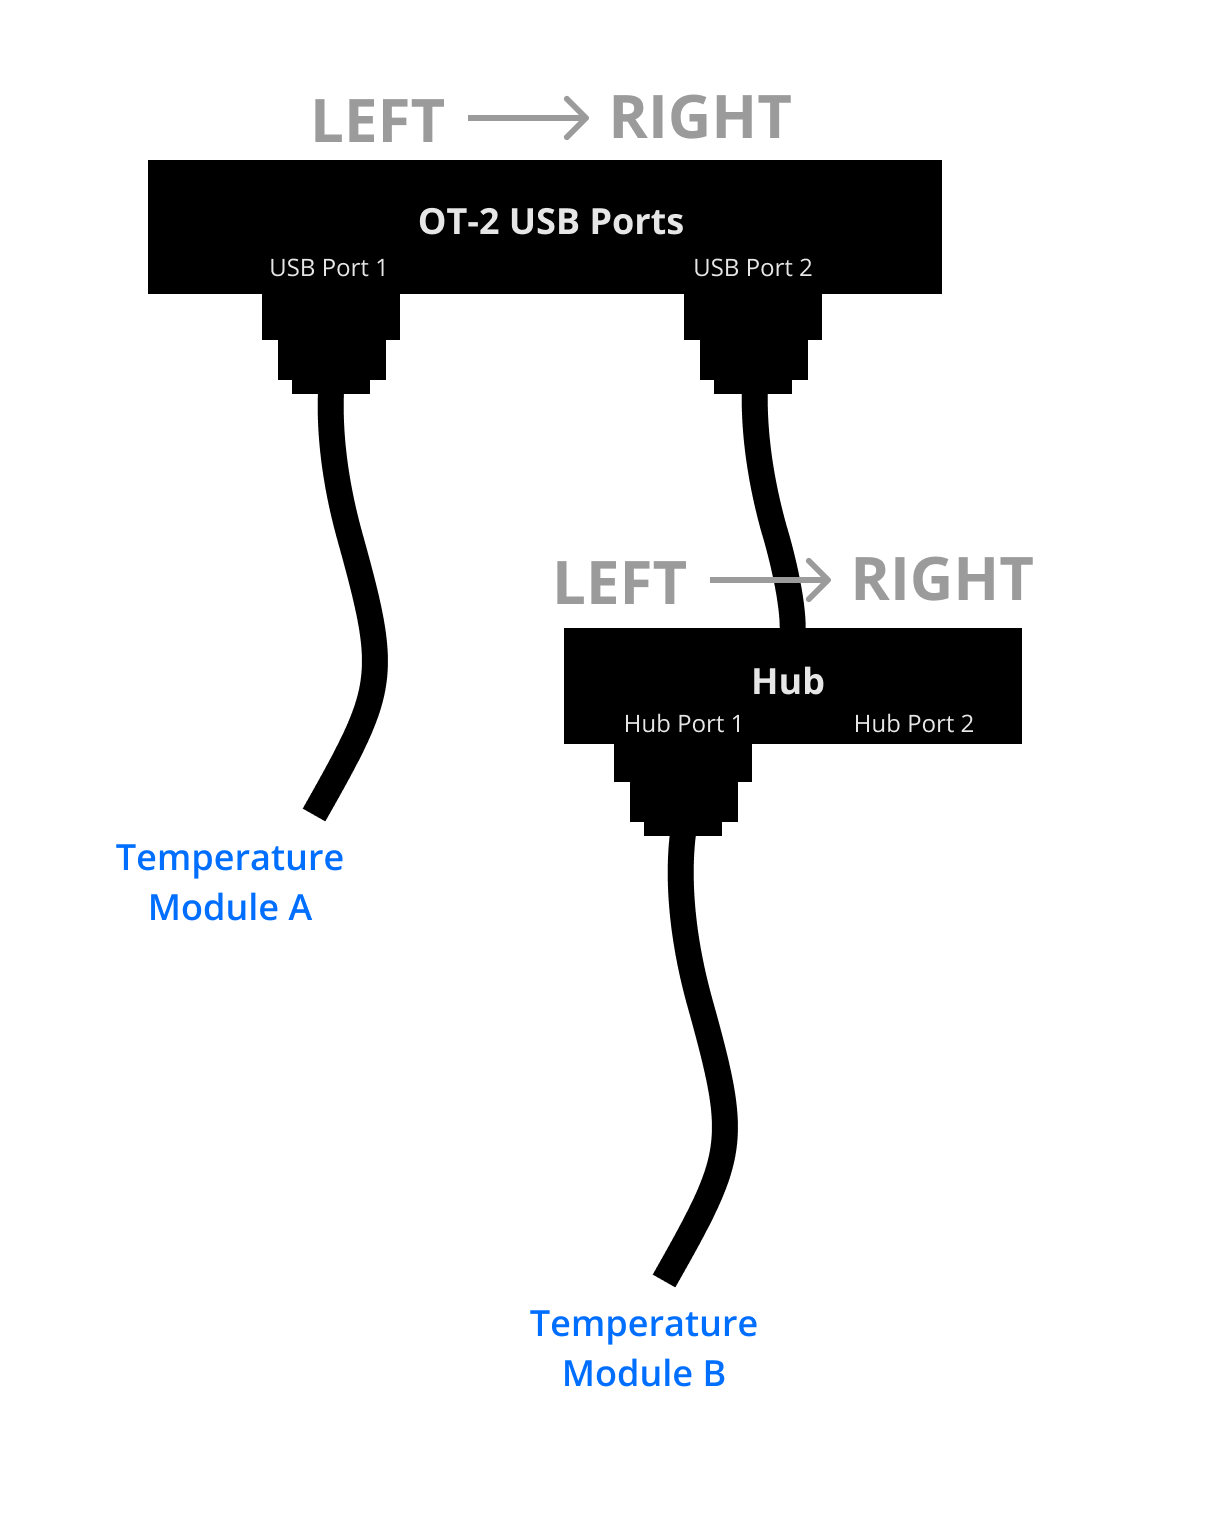 LEFT → RIGHT
OT-2 USB Ports
USB Port 1 USB Port 2
LEFT → RIGHT
Hub
Hub Port 1 Hub Port 2
Temperature
Module A
Temperature
Module B